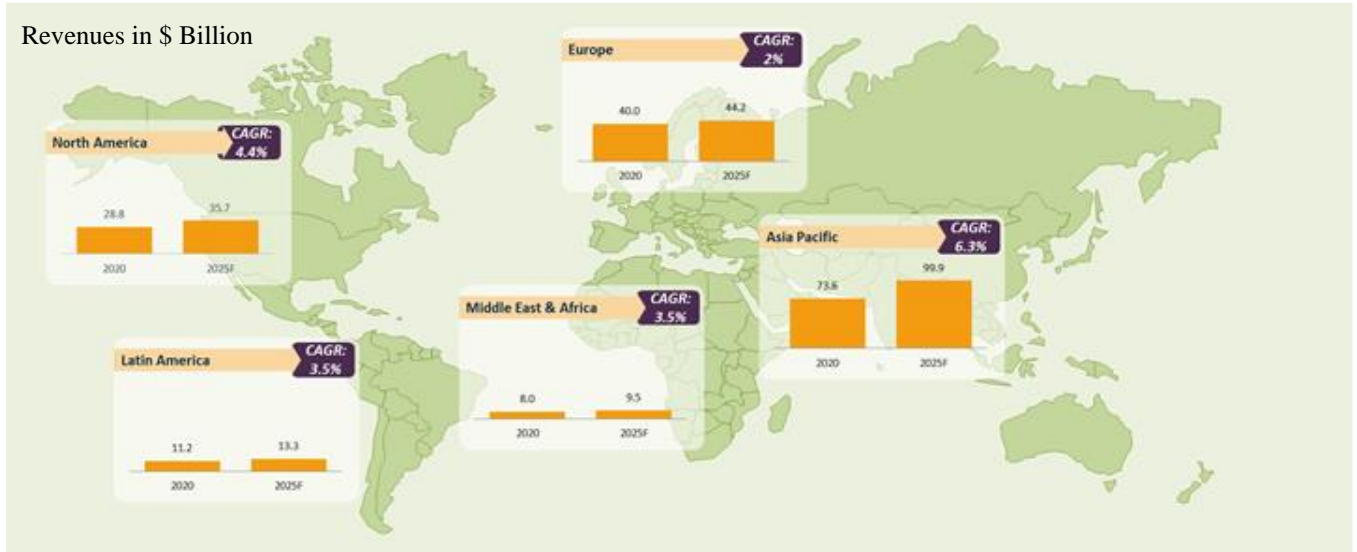 Revenues in $ Billion
Europe
CAGR:
2%
40.0
44.2
2020
2025F
North America
CAGR:
4.4%
28.8
35.7
2020
2025F
Asia Pacific
CAGR:
6.3%
73.6
99.9
2020
2025F
Middle East & Africa
CAGR:
3.5%
8.0
9.5
2020
2025F
Latin America
CAGR:
3.5%
11.2
13.3
2020
2025F